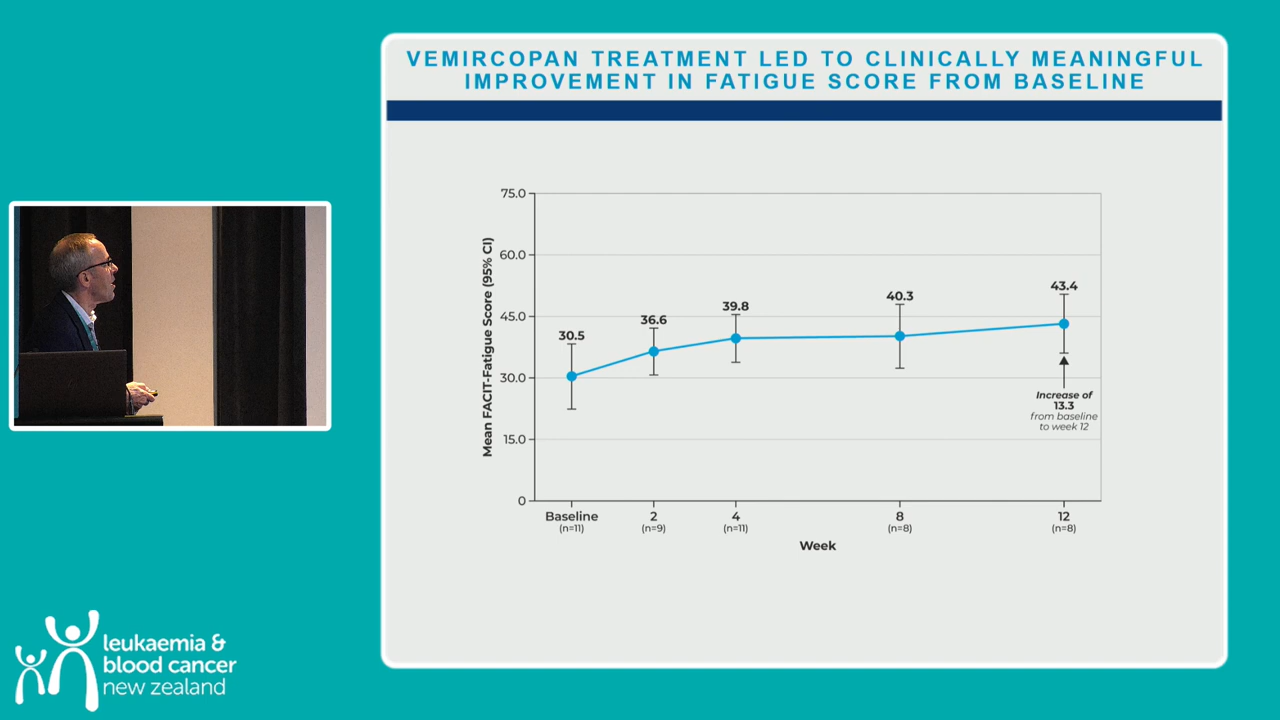 VEMIRCOPAN TREATMENT LED TO CLINICALLY MEANINGFUL
IMPROVEMENT IN FATIGUE SCORE FROM BASELINE
Mean FACIT-Fatigue Score (95% CI)
75.0
60.0
45.0
30.0
15.0
0
30.5
36.6
39.8
40.3
43.4
Increase of
13.3
from baseline
to week 12
Baseline
(n=11)
2
(n=9)
4
(n=11)
8
(n=8)
12
(n=8)
Week
leukaemia &
blood cancer
new zealand